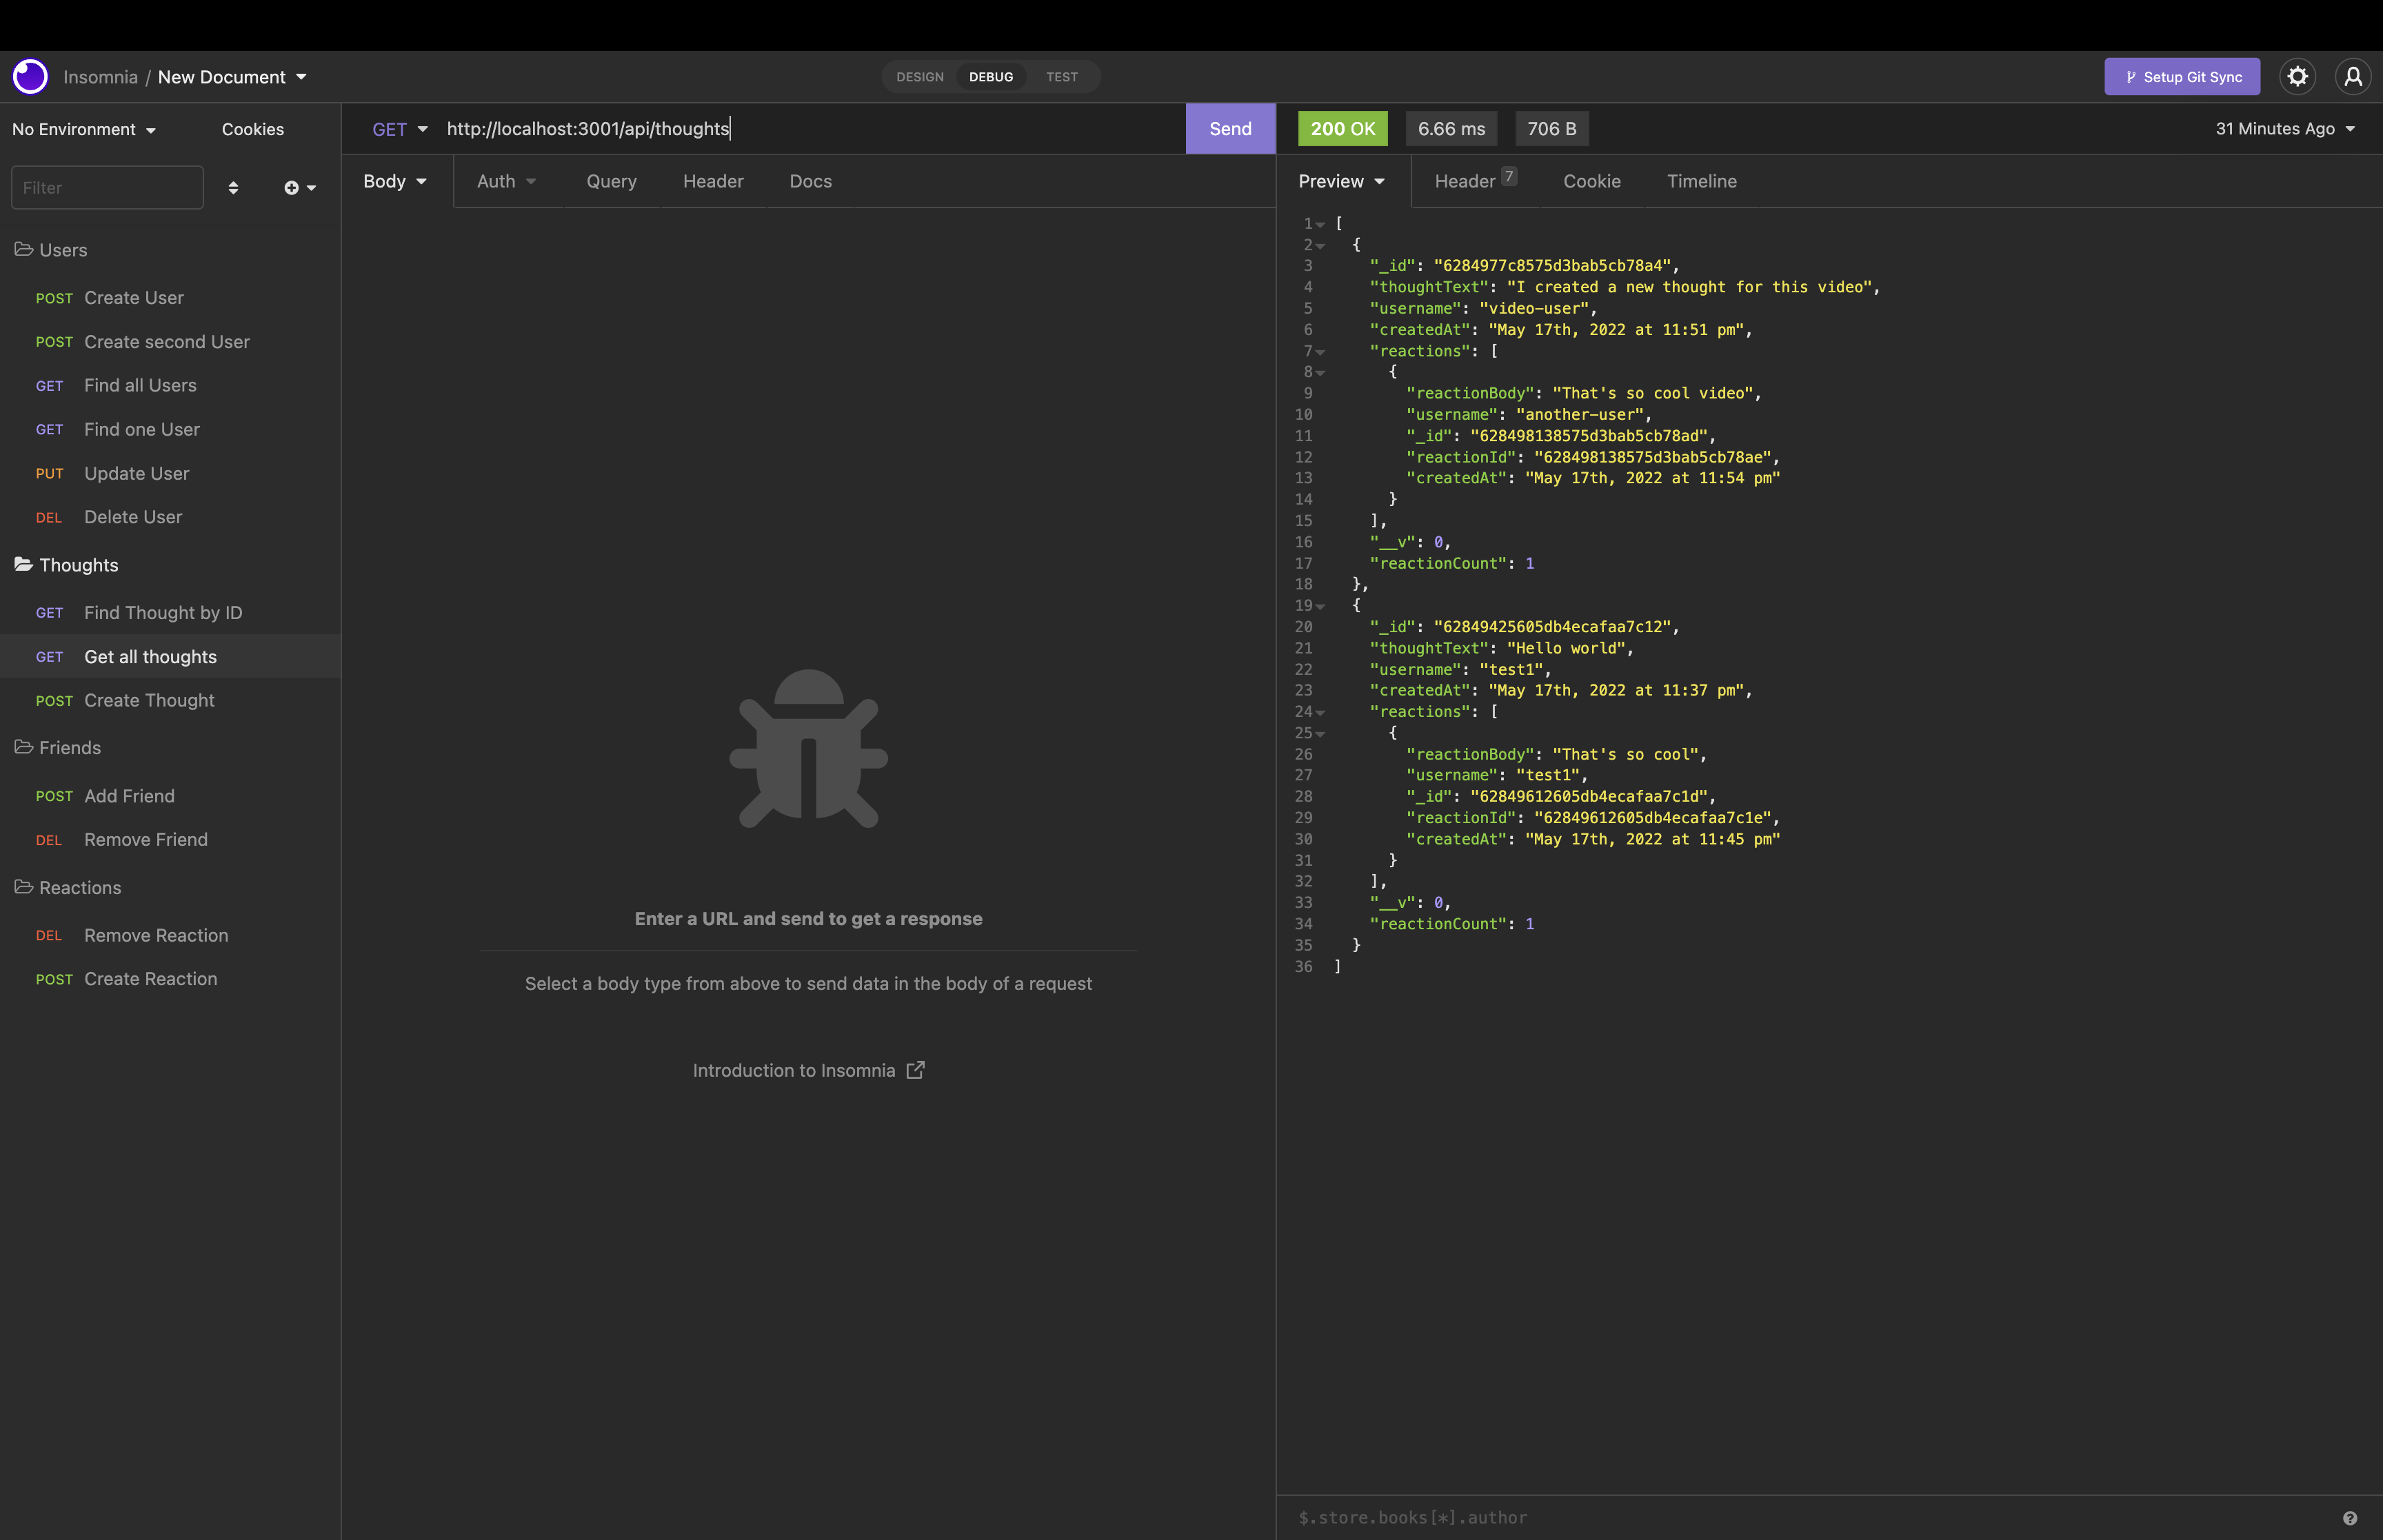 Insomnia / New Document
DESIGN DEBUG TEST
Setup Git Sync
No Environment Cookies
GET http://localhost:3001/api/thoughts Send
200 OK 6.66 ms 706 B 31 Minutes Ago
Filter
Body Auth Query Header Docs
Preview Header 7 Cookie Timeline
Users
POST Create User
POST Create second User
GET Find all Users
GET Find one User
PUT Update User
DEL Delete User
Thoughts
GET Find Thought by ID
GET Get all thoughts
POST Create Thought
Friends
POST Add Friend
DEL Remove Friend
Reactions
DEL Remove Reaction
POST Create Reaction
Enter a URL and send to get a response
Select a body type from above to send data in the body of a request
Introduction to Insomnia
1 [
2 {
3 "_id": "6284977c8575d3bab5cb78a4",
4 "thoughtText": "I created a new thought for this video",
5 "username": "video-user",
6 "createdAt": "May 17th, 2022 at 11:51 pm",
7 "reactions": [
8 {
9 "reactionBody": "That's so cool video",
10 "username": "another-user",
11 "_id": "628498138575d3bab5cb78ad",
12 "reactionId": "628498138575d3bab5cb78ae",
13 "createdAt": "May 17th, 2022 at 11:54 pm"
14 }
15 ],
16 "__v": 0,
17 "reactionCount": 1
18 },
19 {
20 "_id": "62849425605db4ecafaa7c12",
21 "thoughtText": "Hello world",
22 "username": "test1",
23 "createdAt": "May 17th, 2022 at 11:37 pm",
24 "reactions": [
25 {
26 "reactionBody": "That's so cool",
27 "username": "test1",
28 "_id": "62849612605db4ecafaa7c1d",
29 "reactionId": "62849612605db4ecafaa7c1e",
30 "createdAt": "May 17th, 2022 at 11:45 pm"
31 }
32 ],
33 "__v": 0,
34 "reactionCount": 1
35 }
36 ]
$.store.books[*].author